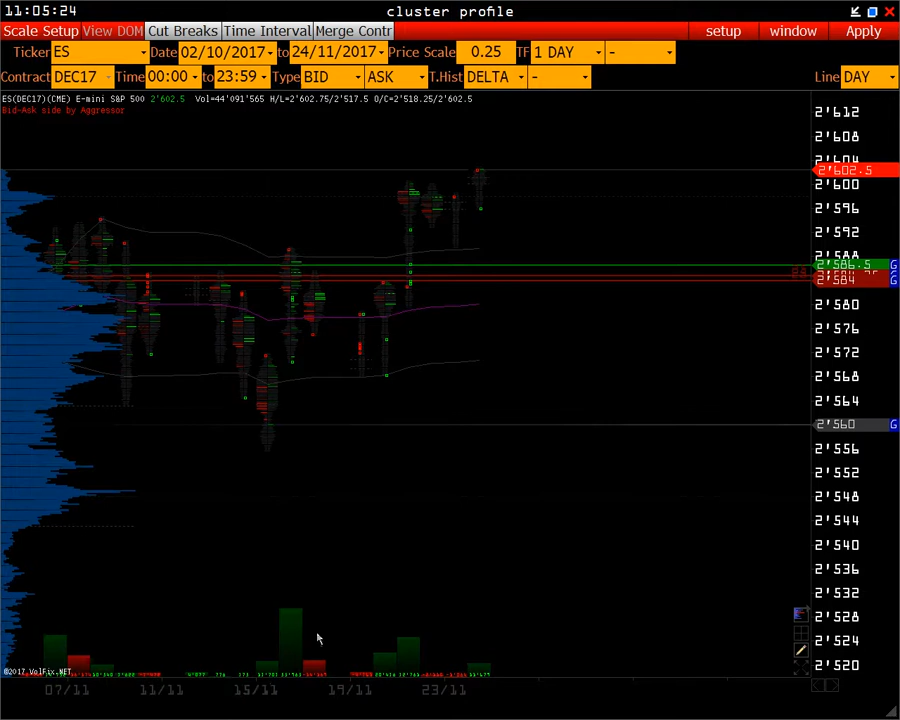 11:05:24 cluster profile
Scale Setup View DOM Cut Breaks Time Interval Merge Contr setup window Apply
Ticker ES Date 02/10/2017 to 24/11/2017 Price Scale 0.25 TF 1 DAY -
Contract DEC17 Time 00:00 to 23:59 Type BID ASK T.Hist DELTA - Line DAY
ES(DEC17)(CME) E-mini S&P 500 2'602.5 Vol=44'091'565 H/L=2'602.75/2'517.5 O/C=2'518.25/2'602.5
Bid-Ask side by Aggressor
2'612
2'608
2'604
2'602.5
2'600
2'596
2'592
2'588
2'586.5 G
2'584 G
2'580
2'576
2'572
2'568
2'564
2'560 G
2'556
2'552
2'548
2'544
2'540
2'536
2'532
2'528
2'524
2'520
©2017 VolFix.NET
07/11 11/11 15/11 19/11 23/11